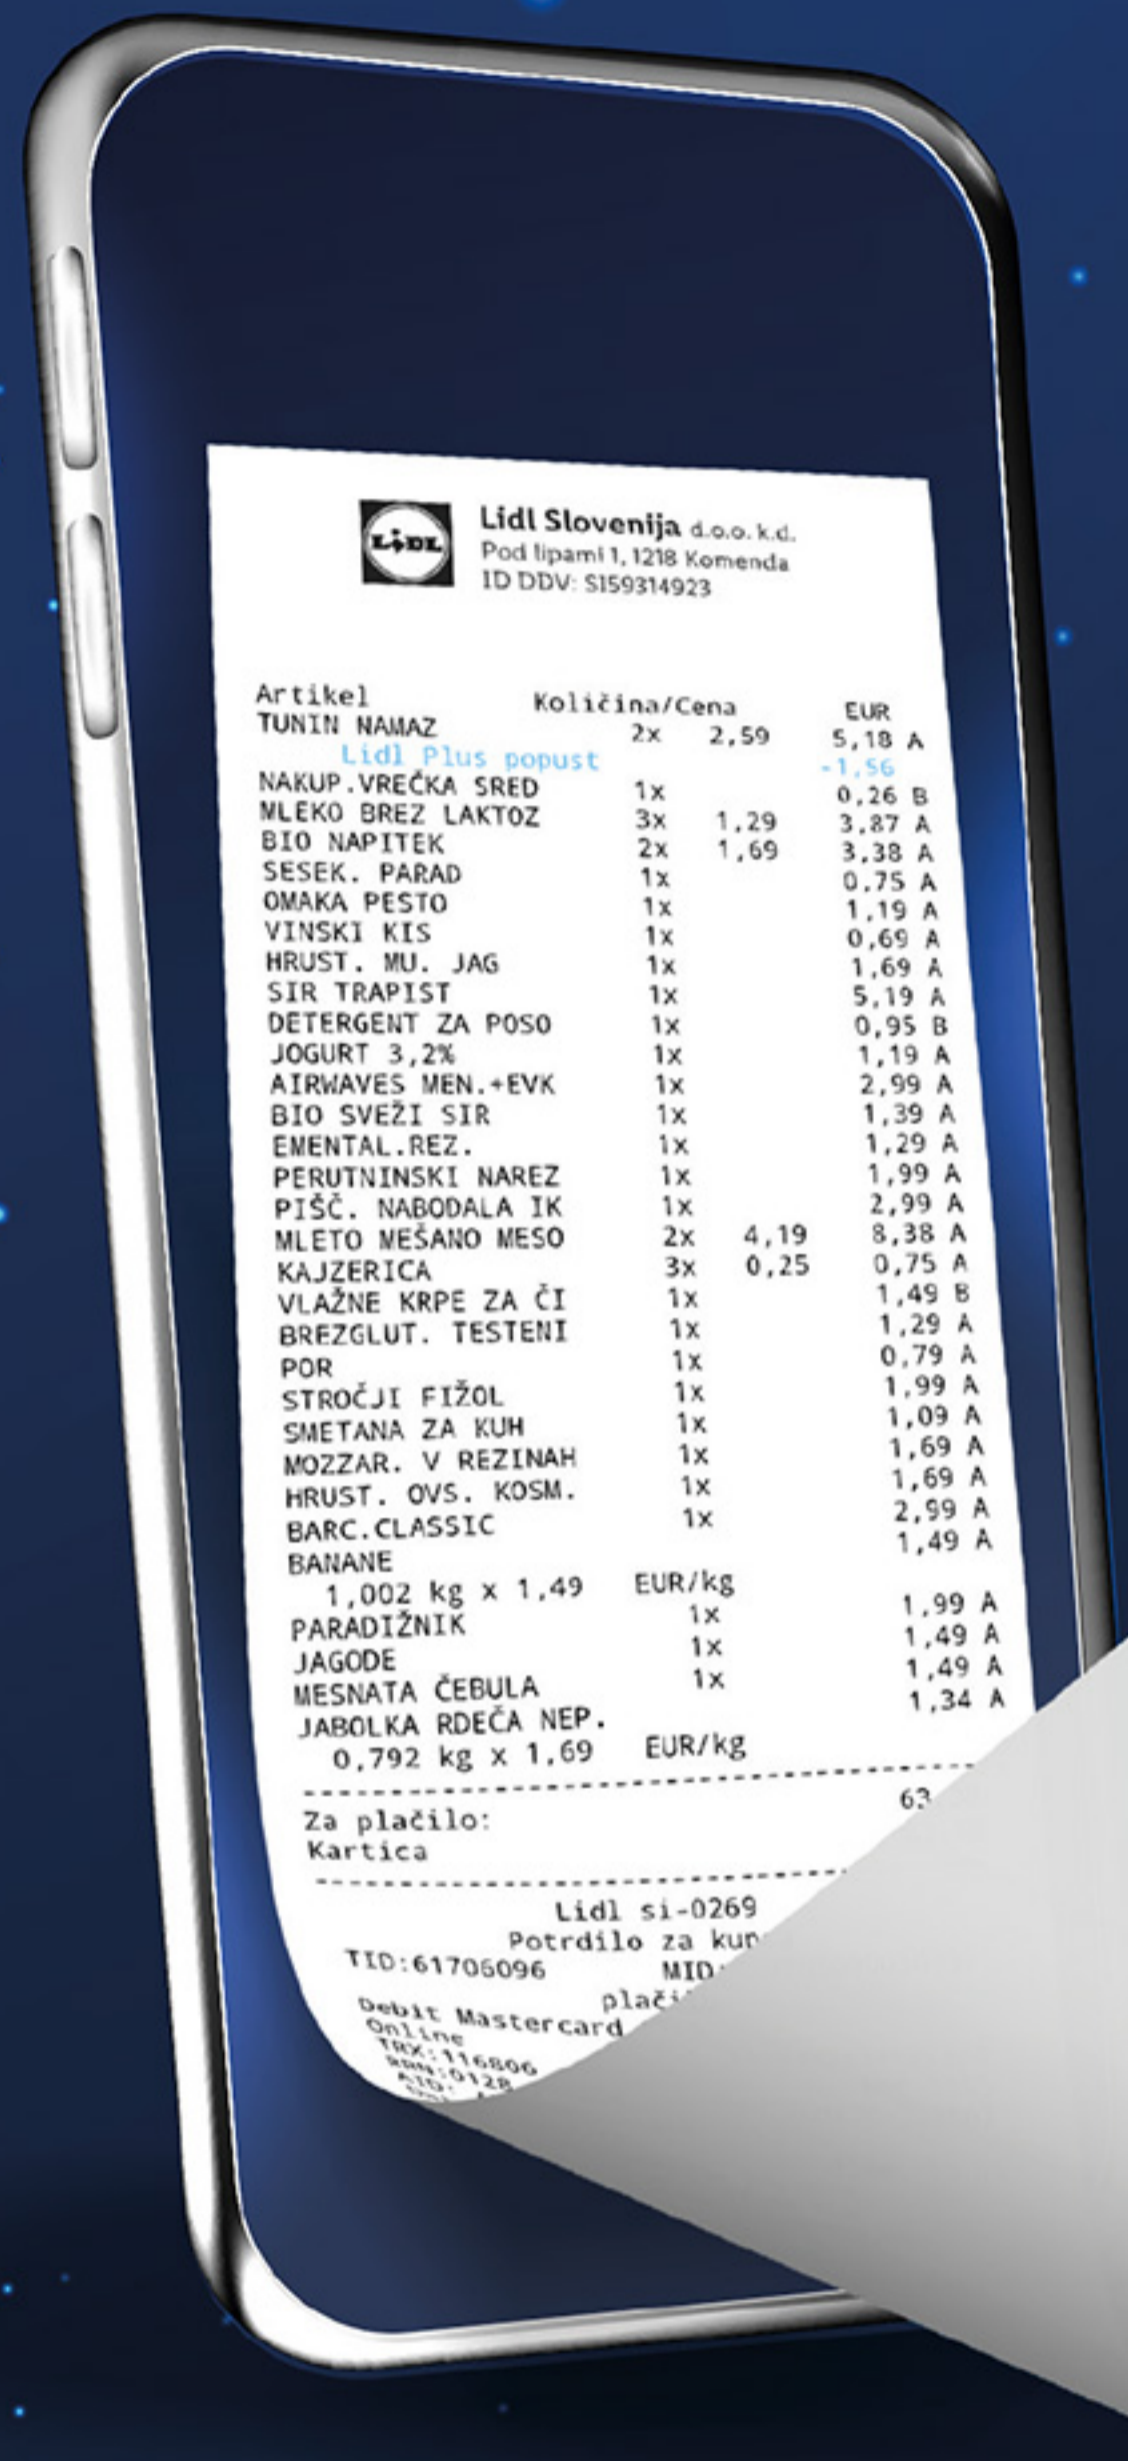 LiDL
Lidl Slovenija d.o.o. k.d.
Pod lipami 1, 1218 Komenda
ID DDV: SI59314923
Artikel Količina/Cena EUR
TUNIN NAMAZ 2x 2,59 5,18 A
Lidl Plus popust -1,56
NAKUP.VREČKA SRED 1x 0,26 B
MLEKO BREZ LAKTOZ 3x 1,29 3,87 A
BIO NAPITEK 2x 1,69 3,38 A
SESEK. PARAD 1x 0,75 A
OMAKA PESTO 1x 1,19 A
VINSKI KIS 1x 0,69 A
HRUST. MU. JAG 1x 1,69 A
SIR TRAPIST 1x 5,19 A
DETERGENT ZA POSO 1x 0,95 B
JOGURT 3,2% 1x 1,19 A
AIRWAVES MEN.+EVK 1x 2,99 A
BIO SVEŽI SIR 1x 1,39 A
EMENTAL.REZ. 1x 1,29 A
PERUTNINSKI NAREZ 1x 1,99 A
PIŠČ. NABODALA IK 1x 2,99 A
MLETO MEŠANO MESO 2x 4,19 8,38 A
KAJZERICA 3x 0,25 0,75 A
VLAŽNE KRPE ZA ČI 1x 1,49 B
BREZGLUT. TESTENI 1x 1,29 A
POR 1x 0,79 A
STROČJI FIŽOL 1x 1,99 A
SMETANA ZA KUH 1x 1,09 A
MOZZAR. V REZINAH 1x 1,69 A
HRUST. OVS. KOSM. 1x 1,69 A
BARC.CLASSIC 1x 2,99 A
BANANE 1,49 A
1,002 kg x 1,49 EUR/kg
PARADIŽNIK 1x 1,99 A
JAGODE 1x 1,49 A
MESNATA ČEBULA 1x 1,49 A
JABOLKA RDEČA NEP. 1,34 A
0,792 kg x 1,69 EUR/kg
Za plačilo: 63
Kartica
Lidl si-0269
Potrdilo za kup
TID:61706096 MID:
plači
Debit Mastercard
Online
TRX:116806
RRN:0128
AID: